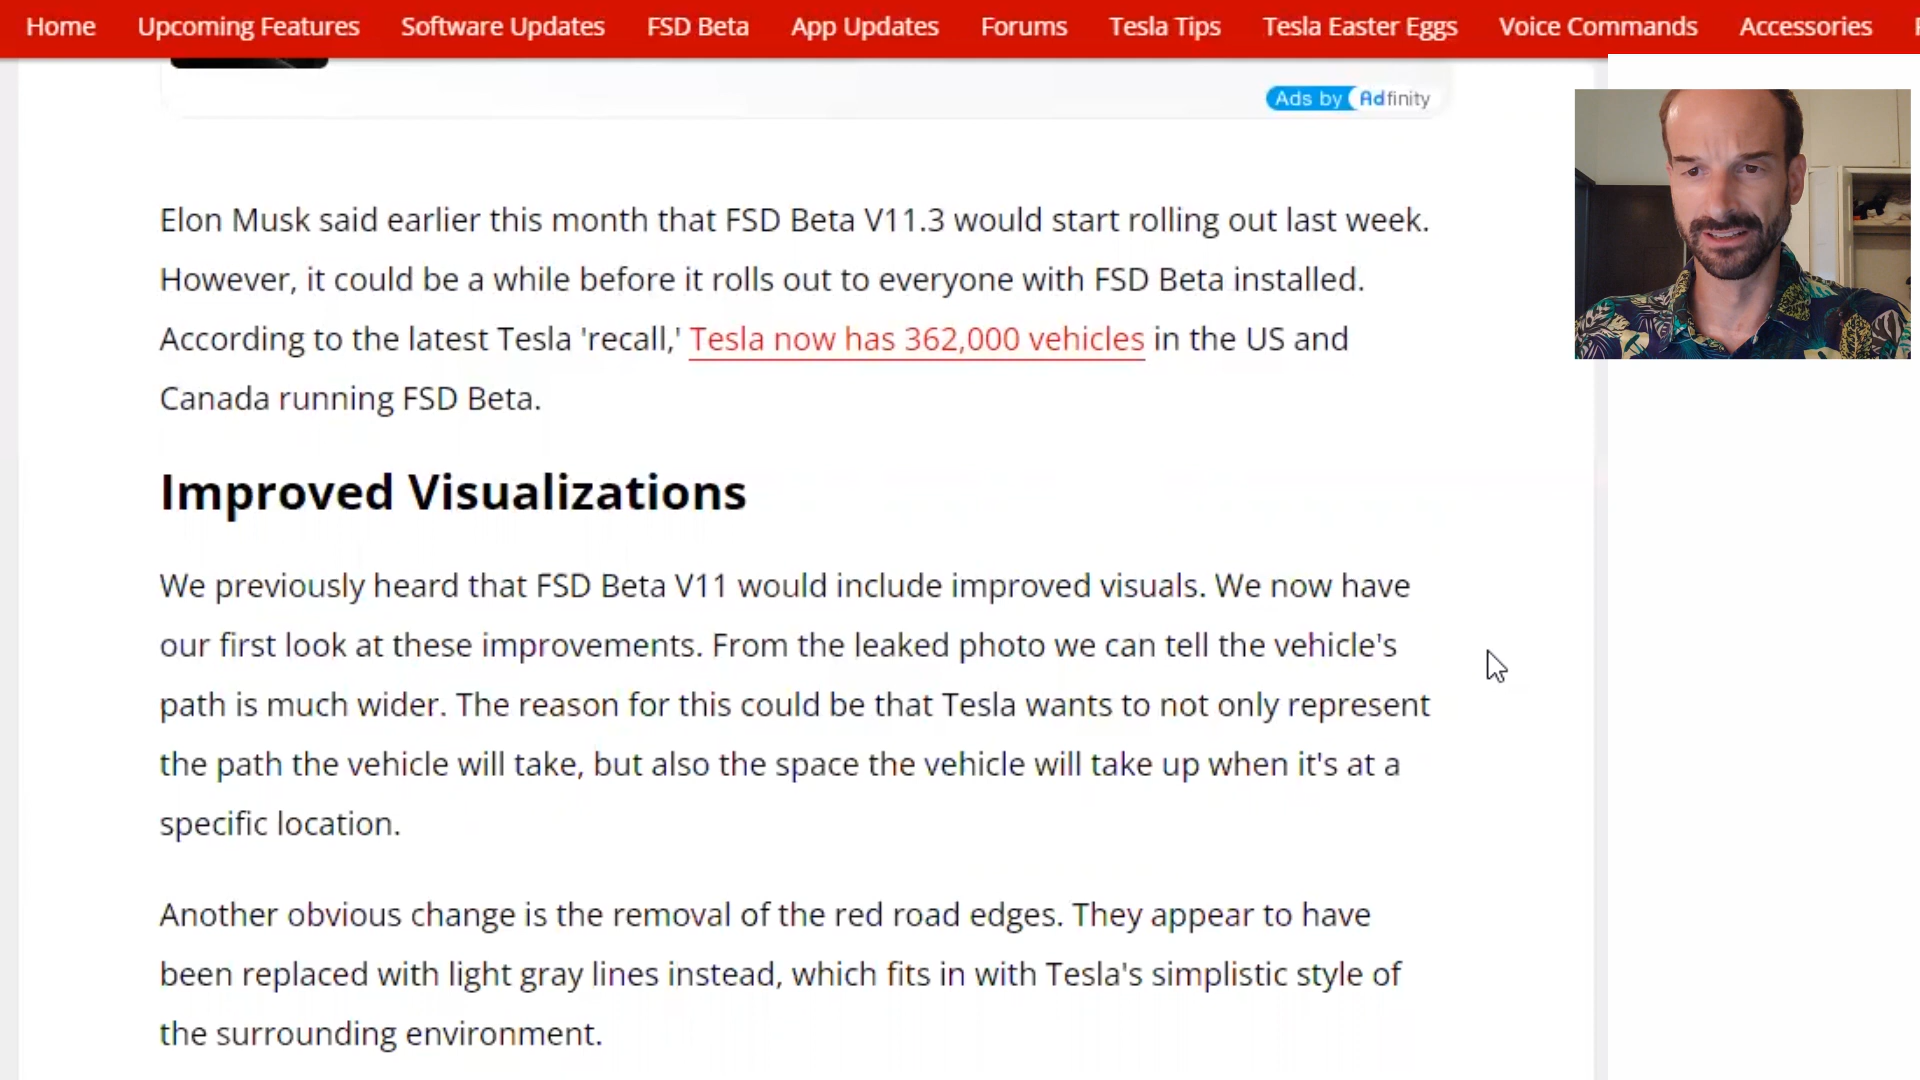 Home Upcoming Features Software Updates FSD Beta App Updates Forums Tesla Tips Tesla Easter Eggs Voice Commands Accessories
Ads by Adfinity
Elon Musk said earlier this month that FSD Beta V11.3 would start rolling out last week.
However, it could be a while before it rolls out to everyone with FSD Beta installed.
According to the latest Tesla 'recall,' Tesla now has 362,000 vehicles in the US and
Canada running FSD Beta.
Improved Visualizations
We previously heard that FSD Beta V11 would include improved visuals. We now have
our first look at these improvements. From the leaked photo we can tell the vehicle's
path is much wider. The reason for this could be that Tesla wants to not only represent
the path the vehicle will take, but also the space the vehicle will take up when it's at a
specific location.
Another obvious change is the removal of the red road edges. They appear to have
been replaced with light gray lines instead, which fits in with Tesla's simplistic style of
the surrounding environment.